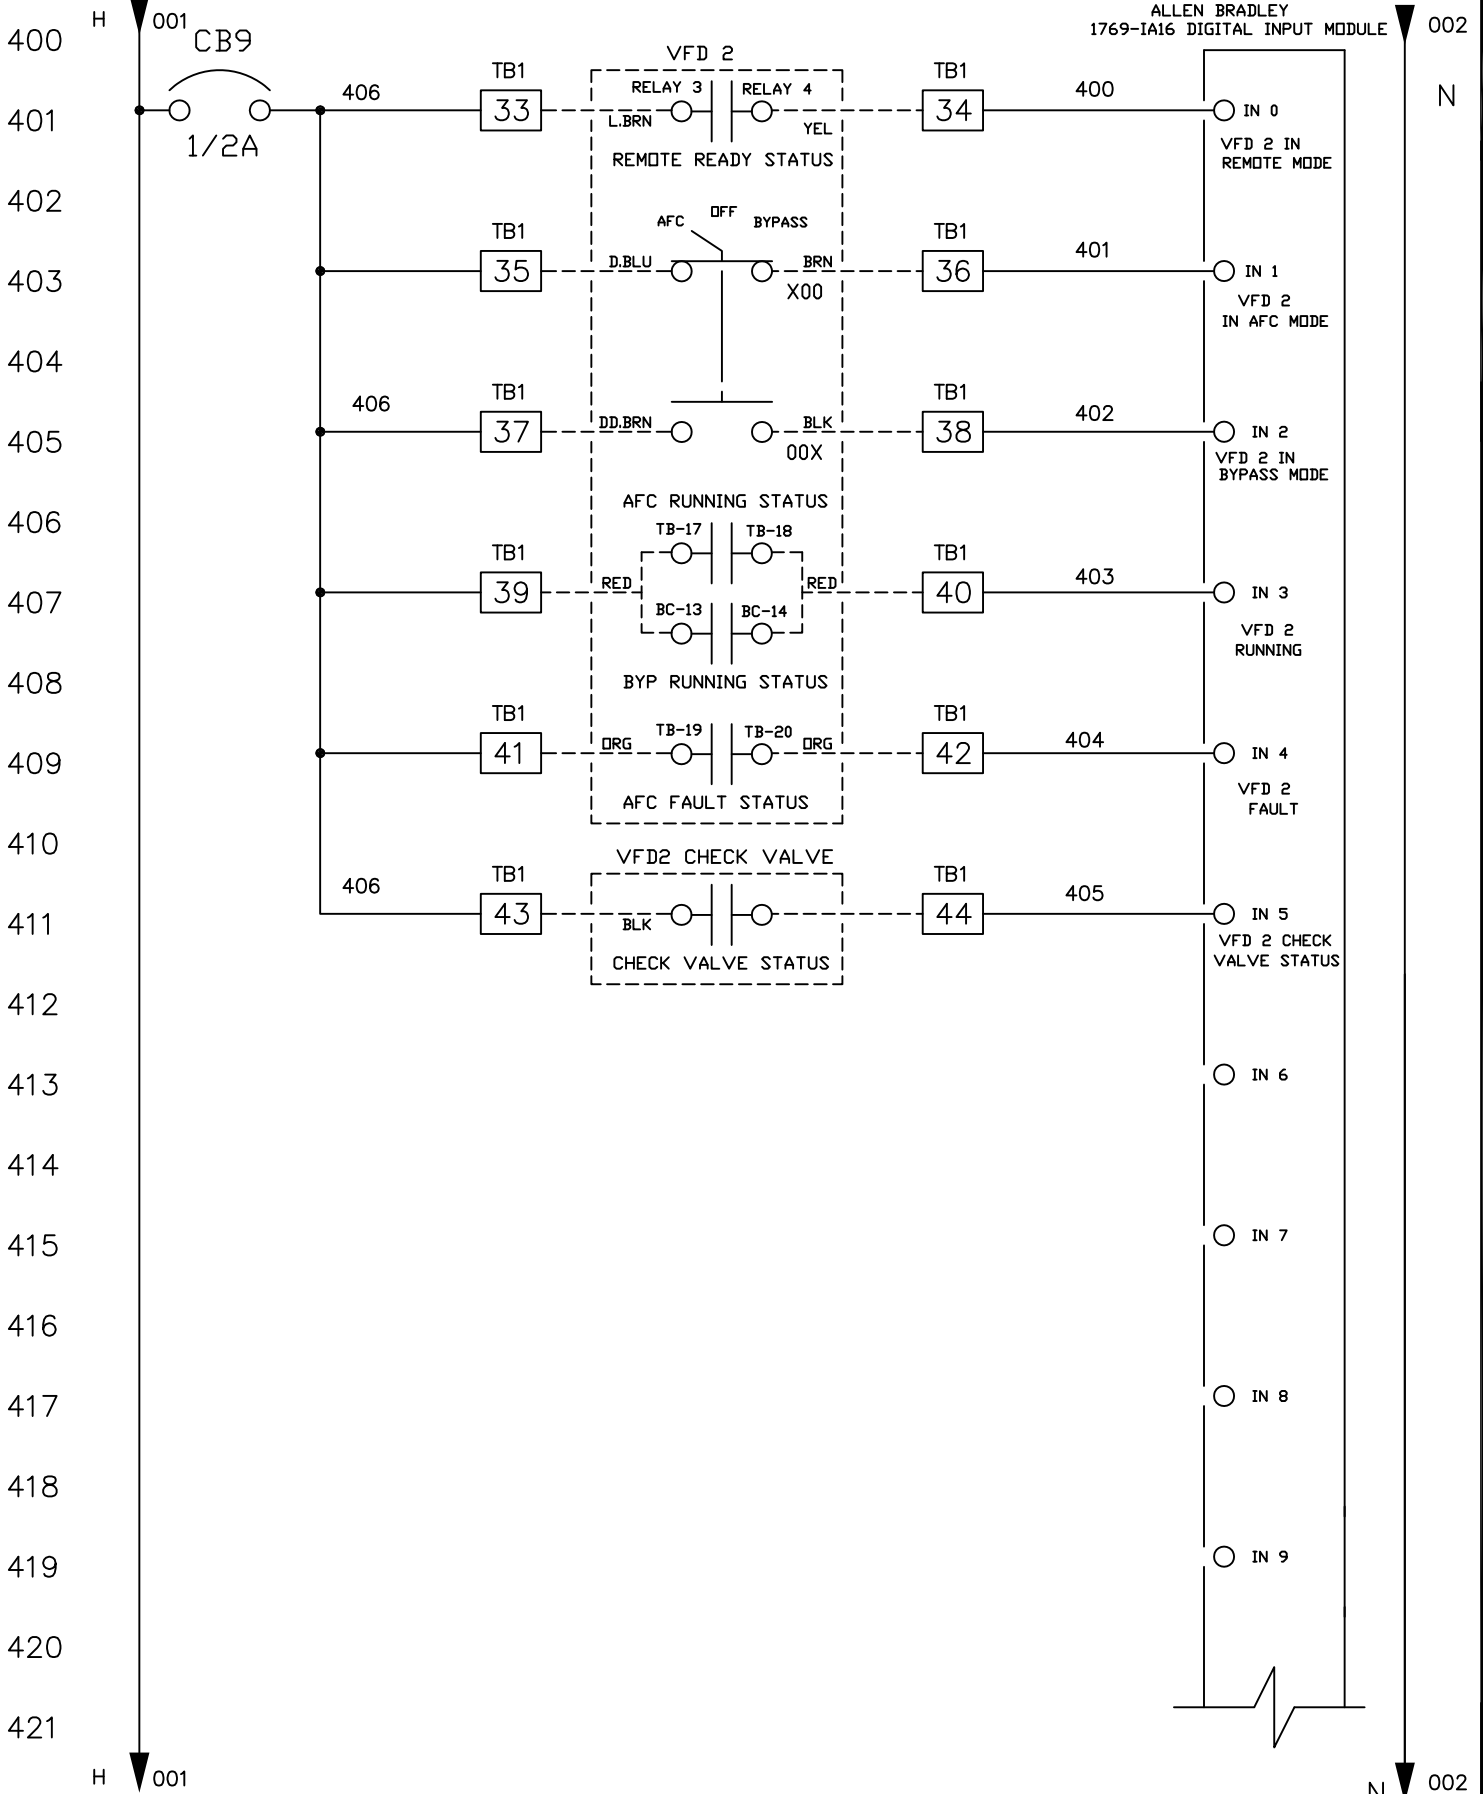 H
001
ALLEN BRADLEY
1769-IA16 DIGITAL INPUT MODULE
002
400
CB9
VFD 2
N
TB1
RELAY 3
RELAY 4
TB1
406
33
L.BRN
YEL
34
400
IN 0
401
1/2A
REMOTE READY STATUS
VFD 2 IN
REMOTE MODE
402
AFC
OFF
BYPASS
TB1
TB1
403
35
D.BLU
BRN
X00
36
401
IN 1
VFD 2
IN AFC MODE
404
TB1
TB1
406
405
37
DD.BRN
BLK
00X
38
402
IN 2
VFD 2 IN
BYPASS MODE
406
AFC RUNNING STATUS
TB-17
TB-18
TB1
TB1
407
39
RED
RED
40
403
IN 3
BC-13
BC-14
VFD 2
RUNNING
408
BYP RUNNING STATUS
TB1
TB-19
TB-20
TB1
409
41
ORG
ORG
42
404
IN 4
AFC FAULT STATUS
VFD 2
FAULT
410
VFD2 CHECK VALVE
TB1
TB1
406
411
43
BLK
44
405
IN 5
CHECK VALVE STATUS
VFD 2 CHECK
VALVE STATUS
412
413
IN 6
414
415
IN 7
416
417
IN 8
418
419
IN 9
420
421
H
001
N
002